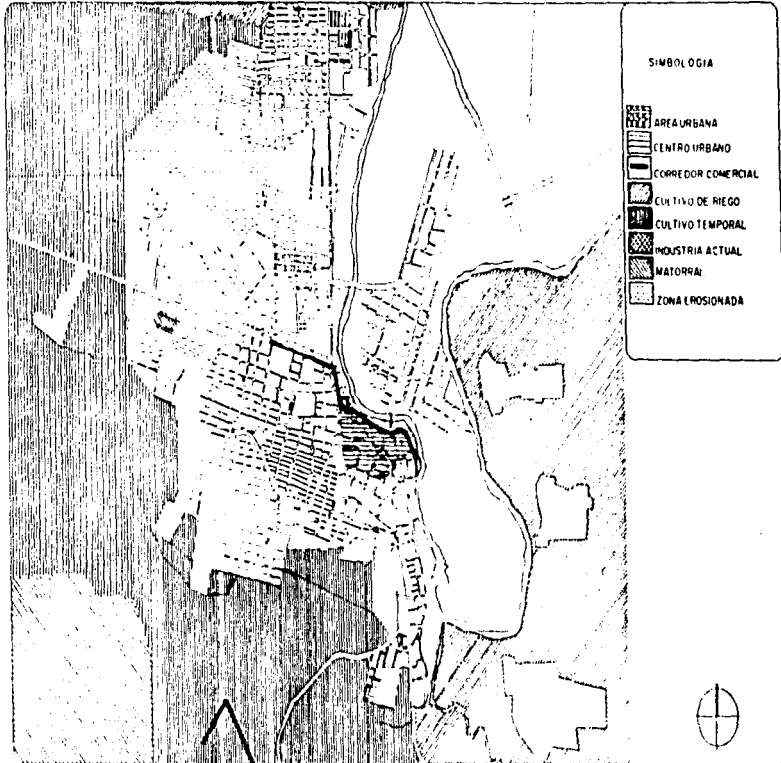 SIMBOLOGIA
AREA URBANA
CENTRO URBANO
CORREDOR COMERCIAL
CULTIVO DE RIEGO
CULTIVO TEMPORAL
INDUSTRIA ACTUAL
MATORRAL
ZONA EROSIONADA